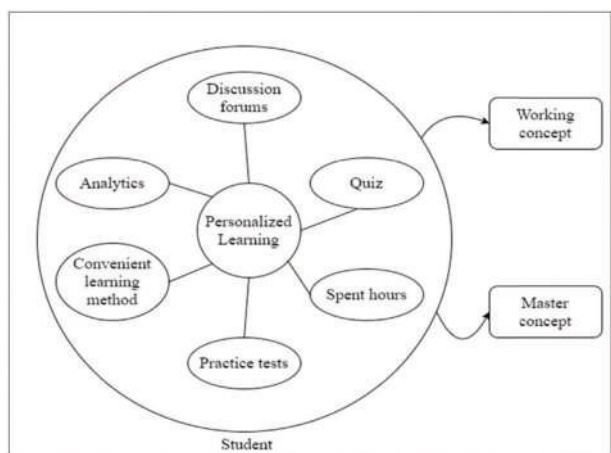 Discussion
forums
Working
concept
Analytics
Quiz
Personalized
Learning
Convenient
learning
method
Spent hours
Master
concept
Practice tests
Student